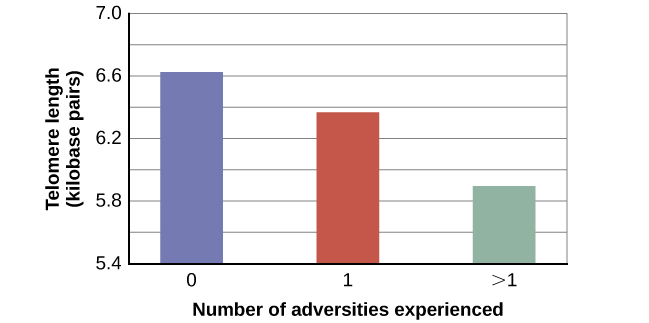 7.0
6.6
6.2
5.8
5.4
Telomere length
(kilobase pairs)
0 1 >1
Number of adversities experienced